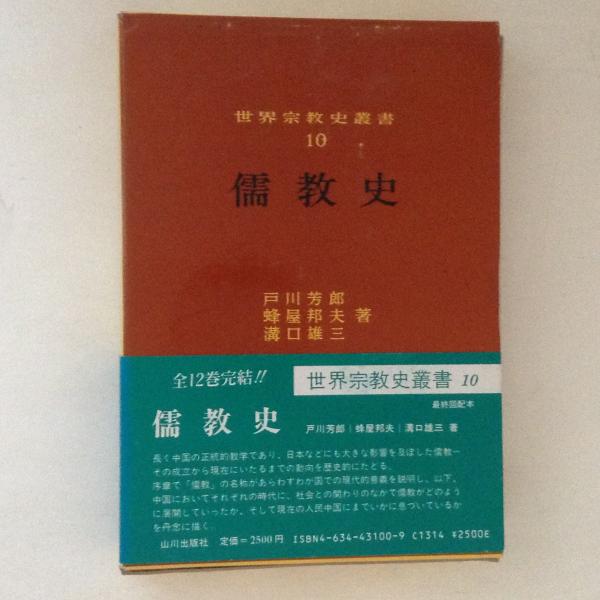 世界宗教史叢書
10
儒教史
戸川芳郎
蜂屋邦夫 著
溝口雄三
全12巻完結!!
世界宗教史叢書 10
最終回配本
儒教史
戸川芳郎|蜂屋邦夫|溝口雄三 著
長く中国の正統的教学であり、日本などにも大きな影響を及ぼした儒教—
その成立から現在にいたるまでの動向を歴史的にたどる。
序章で「儒教」の名称があらわすわが国での現代的意義を説明し、以下、
中国においてそれぞれの時代に、社会との関わりのなかで儒教がどのよう
に展開していったか、そして現在の人民中国にまでいかに息づいているか
を丹念に描く。
山川出版社 定価=2500円 ISBN4-634-43100-9 C1314 ¥2500E